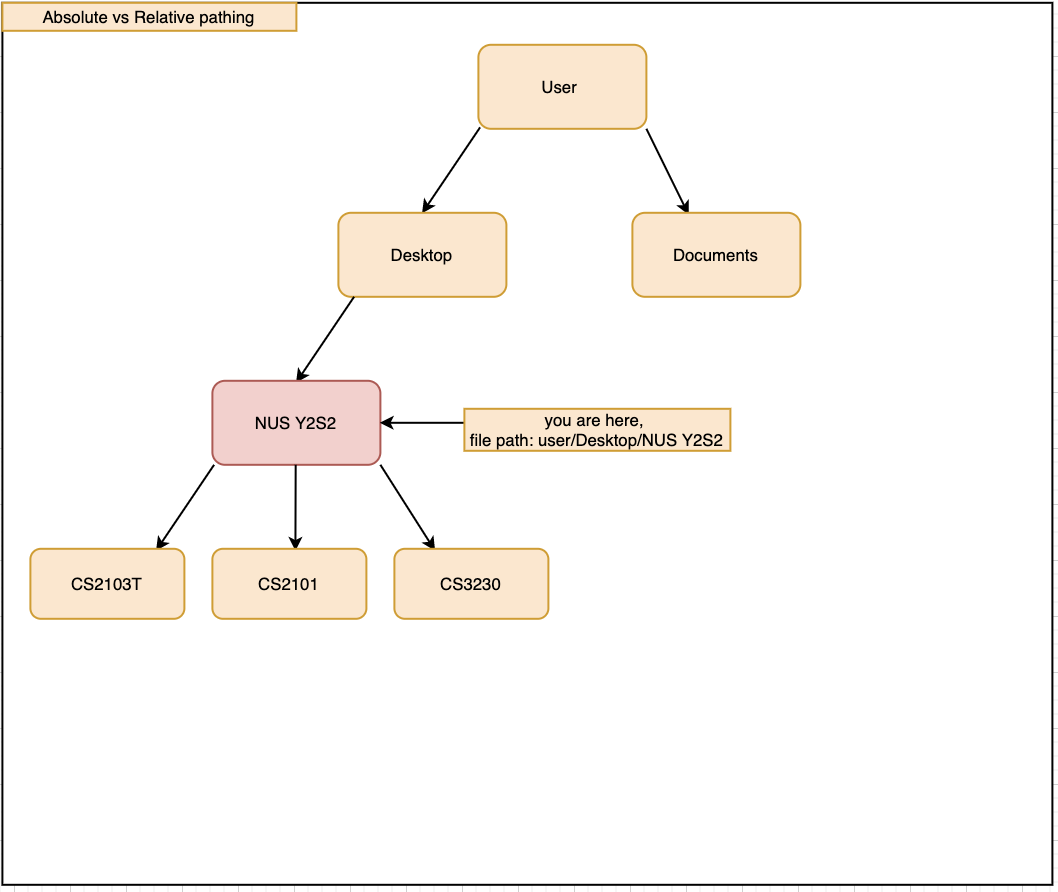 Absolute vs Relative pathing
User
Desktop
Documents
NUS Y2S2
you are here,
file path: user/Desktop/NUS Y2S2
CS2103T
CS2101
CS3230